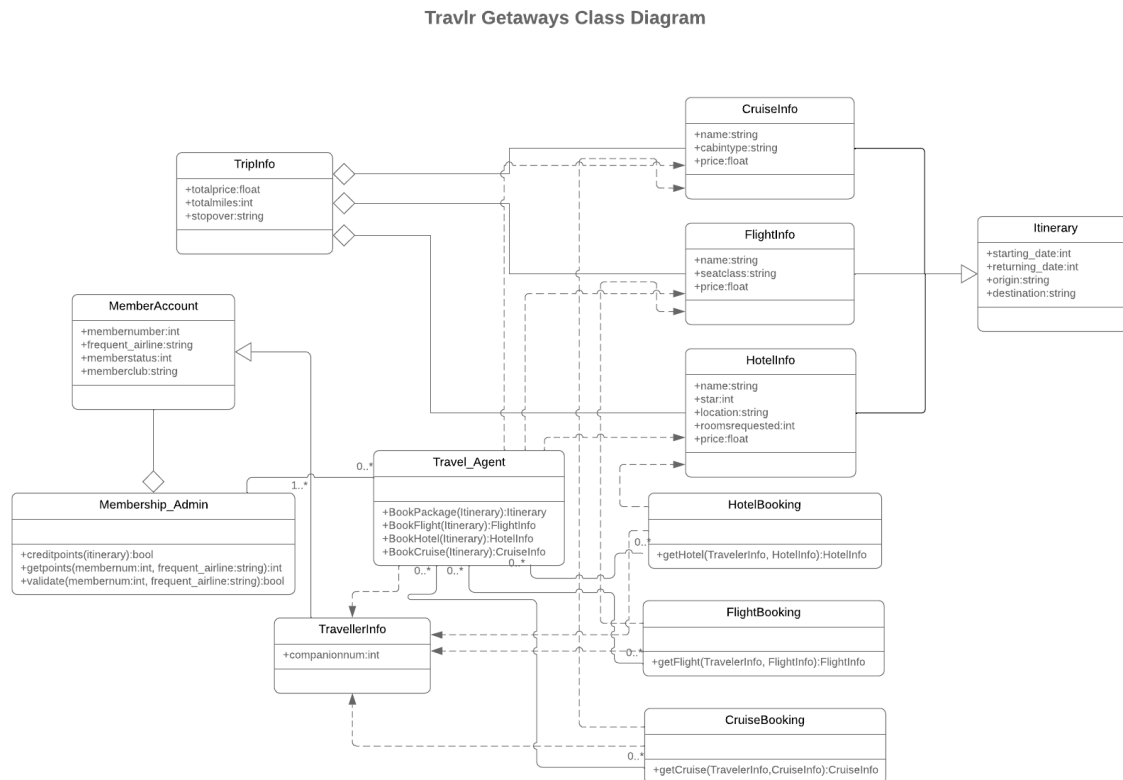 Travlr Getaways Class Diagram
CruiseInfo
+name:string
+cabintype:string
+price:float
TripInfo
+totalprice:float
+totalmiles:int
+stopover:string
FlightInfo
+name:string
+seatclass:string
+price:float
Itinerary
+starting_date:int
+returning_date:int
+origin:string
+destination:string
MemberAccount
+membernumber:int
+frequent_airline:string
+memberstatus:int
+memberclub:string
HotelInfo
+name:string
+star:int
+location:string
+roomsrequested:int
+price:float
Travel_Agent
+BookPackage(Itinerary):Itinerary
+BookFlight(Itinerary):FlightInfo
+BookHotel(Itinerary):HotelInfo
+BookCruise(Itinerary):CruiseInfo
0..*
1..*
Membership_Admin
+creditpoints(itinerary):bool
+getpoints(membernum:int, frequent_airline:string):int
+validate(membernum:int, frequent_airline:string):bool
HotelBooking
0..*
+getHotel(TravelerInfo, HotelInfo):HotelInfo
0..*
0..*
0..*
TravellerInfo
+companionnum:int
FlightBooking
0..*
+getFlight(TravelerInfo, FlightInfo):FlightInfo
CruiseBooking
0..*
+getCruise(TravelerInfo,CruiseInfo):CruiseInfo